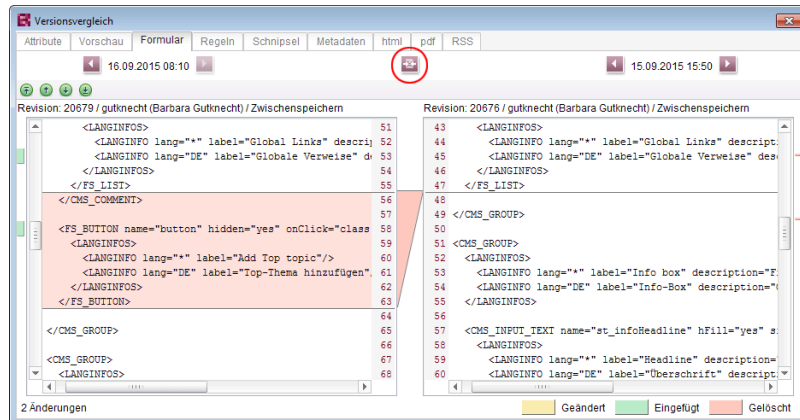 Versionsvergleich
Attribute Vorschau Formular Regeln Schnipsel Metadaten html pdf RSS
16.09.2015 08:10 15.09.2015 15:50
Revision: 20679 / gutknecht (Barbara Gutknecht) / Zwischenspeichern
<LANGINFOS> 51
<LANGINFO lang="*" label="Global Links" descri 52
<LANGINFO lang="DE" label="Globale Verweise" d 53
</LANGINFOS> 54
</FS_LIST> 55
</CMS_COMMENT> 56
57
<FS_BUTTON name="button" hidden="yes" onClick="class 58
<LANGINFOS> 59
<LANGINFO lang="*" label="Add Top topic"/> 60
<LANGINFO lang="DE" label="Top-Thema hinzufügen" 61
</LANGINFOS> 62
</FS_BUTTON> 63
64
</CMS_GROUP> 65
66
<CMS_GROUP> 67
<LANGINFOS> 68
Revision: 20676 / gutknecht (Barbara Gutknecht) / Zwischenspeichern
43 <LANGINFOS>
44 <LANGINFO lang="*" label="Global Links" descript
45 <LANGINFO lang="DE" label="Globale Verweise" des
46 </LANGINFOS>
47 </FS_LIST>
48
49 </CMS_GROUP>
50
51 <CMS_GROUP>
52 <LANGINFOS>
53 <LANGINFO lang="*" label="Info box" description="F
54 <LANGINFO lang="DE" label="Info-Box" description="
55 </LANGINFOS>
56
57 <CMS_INPUT_TEXT name="st_infoHeadline" hFill="yes" s
58 <LANGINFOS>
59 <LANGINFO lang="*" label="Headline" description=
60 <LANGINFO lang="DE" label="Überschrift" descript
2 Änderungen Geändert Eingefügt Gelöscht